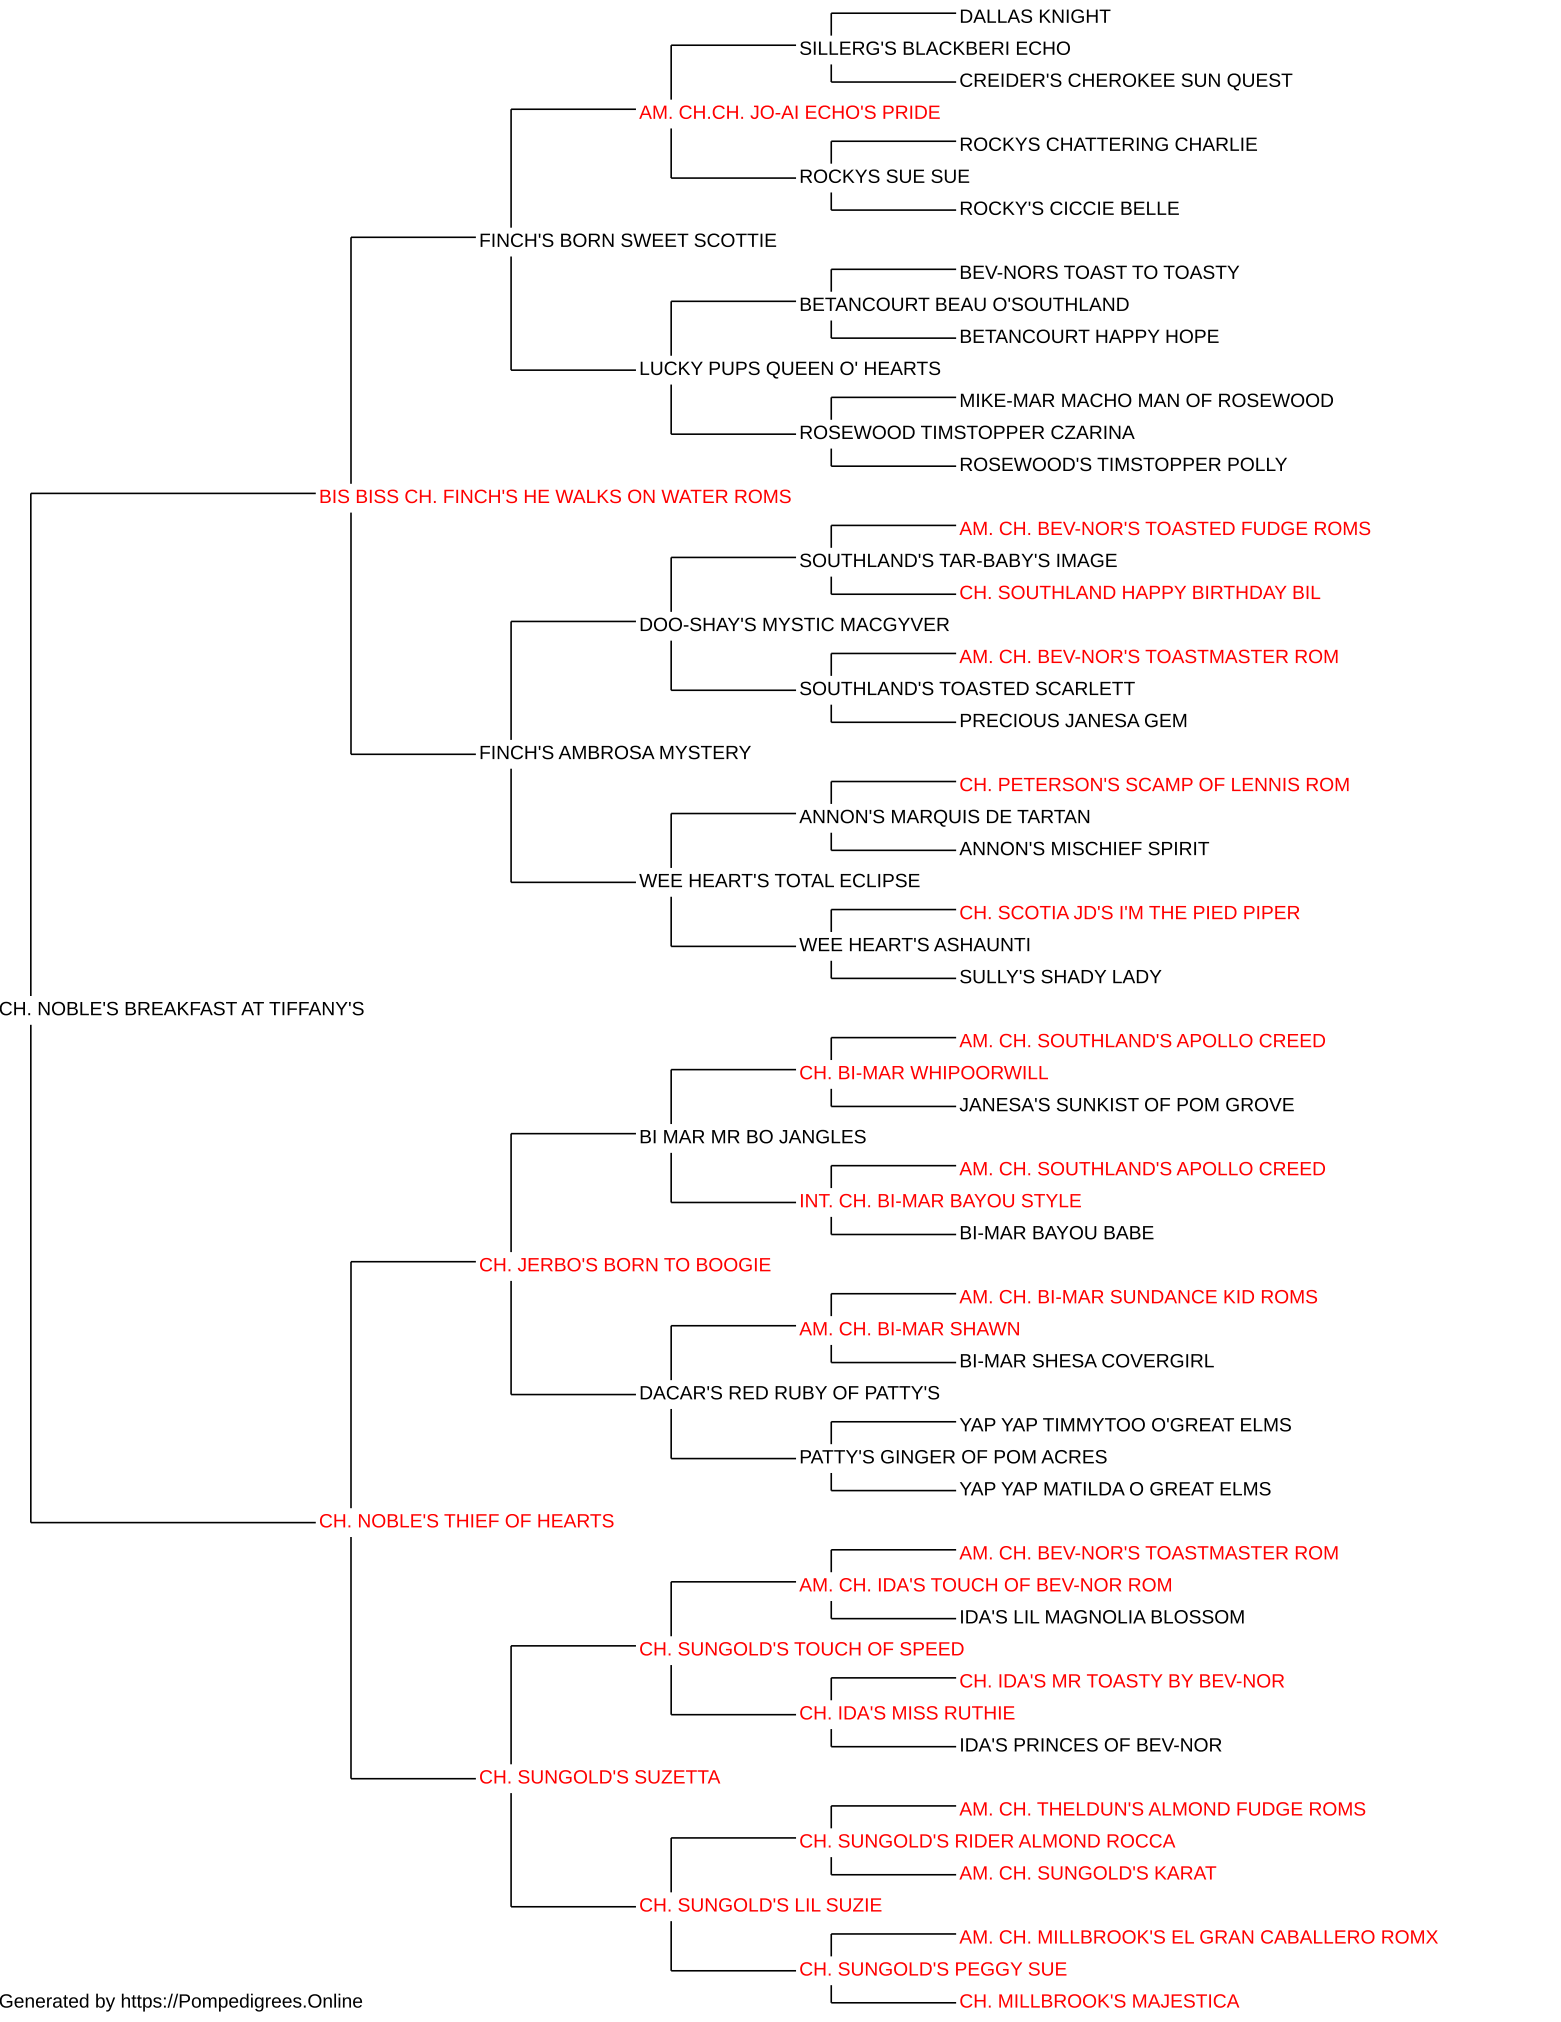 DALLAS KNIGHT
SILLERG'S BLACKBERI ECHO
CREIDER'S CHEROKEE SUN QUEST
AM. CH.CH. JO-AI ECHO'S PRIDE
ROCKYS CHATTERING CHARLIE
ROCKYS SUE SUE
ROCKY'S CICCIE BELLE
FINCH'S BORN SWEET SCOTTIE
BEV-NORS TOAST TO TOASTY
BETANCOURT BEAU O'SOUTHLAND
BETANCOURT HAPPY HOPE
LUCKY PUPS QUEEN O' HEARTS
MIKE-MAR MACHO MAN OF ROSEWOOD
ROSEWOOD TIMSTOPPER CZARINA
ROSEWOOD'S TIMSTOPPER POLLY
BIS BISS CH. FINCH'S HE WALKS ON WATER ROMS
AM. CH. BEV-NOR'S TOASTED FUDGE ROMS
SOUTHLAND'S TAR-BABY'S IMAGE
CH. SOUTHLAND HAPPY BIRTHDAY BIL
DOO-SHAY'S MYSTIC MACGYVER
AM. CH. BEV-NOR'S TOASTMASTER ROM
SOUTHLAND'S TOASTED SCARLETT
PRECIOUS JANESA GEM
FINCH'S AMBROSA MYSTERY
CH. PETERSON'S SCAMP OF LENNIS ROM
ANNON'S MARQUIS DE TARTAN
ANNON'S MISCHIEF SPIRIT
WEE HEART'S TOTAL ECLIPSE
CH. SCOTIA JD'S I'M THE PIED PIPER
WEE HEART'S ASHAUNTI
SULLY'S SHADY LADY
CH. NOBLE'S BREAKFAST AT TIFFANY'S
AM. CH. SOUTHLAND'S APOLLO CREED
CH. BI-MAR WHIPOORWILL
JANESA'S SUNKIST OF POM GROVE
BI MAR MR BO JANGLES
AM. CH. SOUTHLAND'S APOLLO CREED
INT. CH. BI-MAR BAYOU STYLE
BI-MAR BAYOU BABE
CH. JERBO'S BORN TO BOOGIE
AM. CH. BI-MAR SUNDANCE KID ROMS
AM. CH. BI-MAR SHAWN
BI-MAR SHESA COVERGIRL
DACAR'S RED RUBY OF PATTY'S
YAP YAP TIMMYTOO O'GREAT ELMS
PATTY'S GINGER OF POM ACRES
YAP YAP MATILDA O GREAT ELMS
CH. NOBLE'S THIEF OF HEARTS
AM. CH. BEV-NOR'S TOASTMASTER ROM
AM. CH. IDA'S TOUCH OF BEV-NOR ROM
IDA'S LIL MAGNOLIA BLOSSOM
CH. SUNGOLD'S TOUCH OF SPEED
CH. IDA'S MR TOASTY BY BEV-NOR
CH. IDA'S MISS RUTHIE
IDA'S PRINCES OF BEV-NOR
CH. SUNGOLD'S SUZETTA
AM. CH. THELDUN'S ALMOND FUDGE ROMS
CH. SUNGOLD'S RIDER ALMOND ROCCA
AM. CH. SUNGOLD'S KARAT
CH. SUNGOLD'S LIL SUZIE
AM. CH. MILLBROOK'S EL GRAN CABALLERO ROMX
CH. SUNGOLD'S PEGGY SUE
CH. MILLBROOK'S MAJESTICA
Generated by https://Pompedigrees.Online